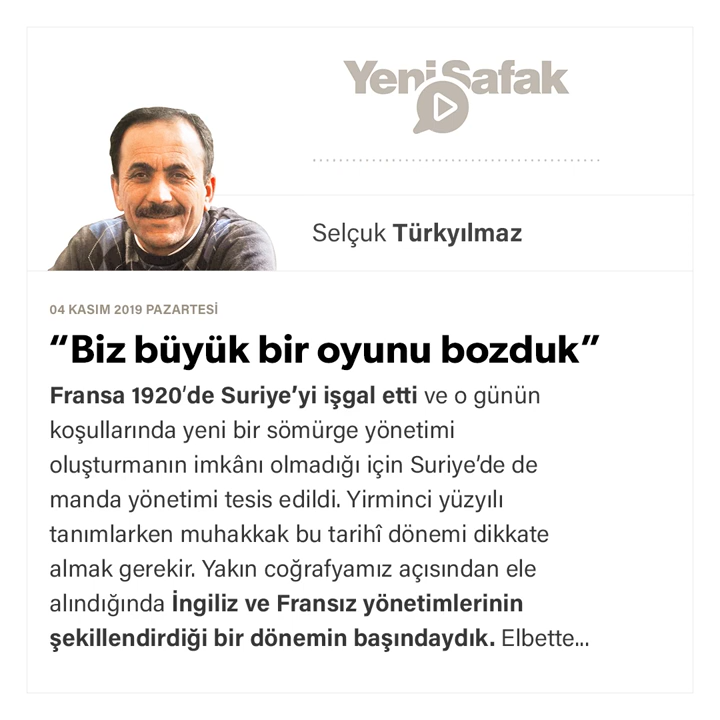 Yeni Şafak
Selçuk Türkyılmaz
04 KASIM 2019 PAZARTESİ
“Biz büyük bir oyunu bozduk”
Fransa 1920’de Suriye’yi işgal etti ve o günün
koşullarında yeni bir sömürge yönetimi
oluşturmanın imkânı olmadığı için Suriye’de de
manda yönetimi tesis edildi. Yirminci yüzyılı
tanımlarken muhakkak bu tarihî dönemi dikkate
almak gerekir. Yakın coğrafyamız açısından ele
alındığında İngiliz ve Fransız yönetimlerinin
şekillendirdiği bir dönemin başındaydık. Elbette...